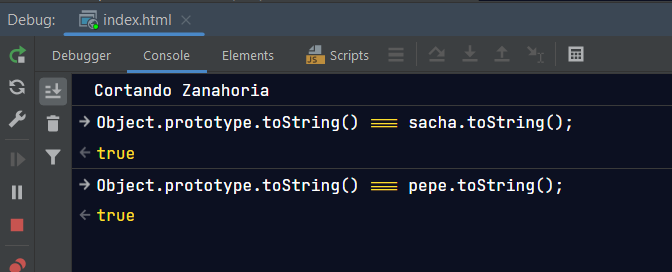 Debug: index.html ×
Debugger Console Elements JS Scripts
Cortando Zanahoria
→ Object.prototype.toString() === sacha.toString();
← true
→ Object.prototype.toString() === pepe.toString();
← true